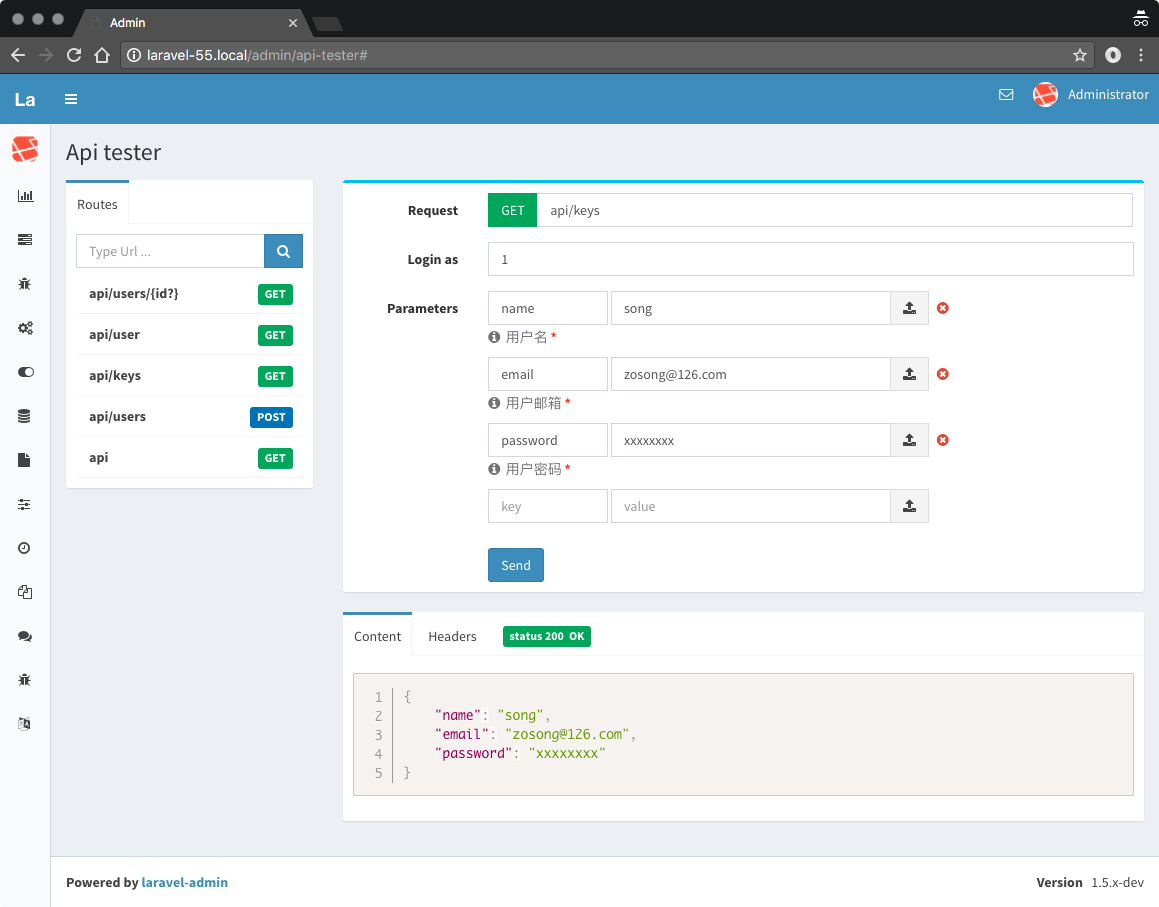 Admin
laravel-55.local/admin/api-tester#
La
Administrator
Api tester
Routes
Type Url ...
api/users/{id?} GET
api/user GET
api/keys GET
api/users POST
api GET
Request GET api/keys
Login as 1
Parameters name song
用户名 *
email zosong@126.com
用户邮箱 *
password xxxxxxxx
用户密码 *
key value
Send
Content Headers status 200 OK
1 {
2 "name": "song",
3 "email": "zosong@126.com",
4 "password": "xxxxxxxx"
5 }
Powered by laravel-admin
Version 1.5.x-dev